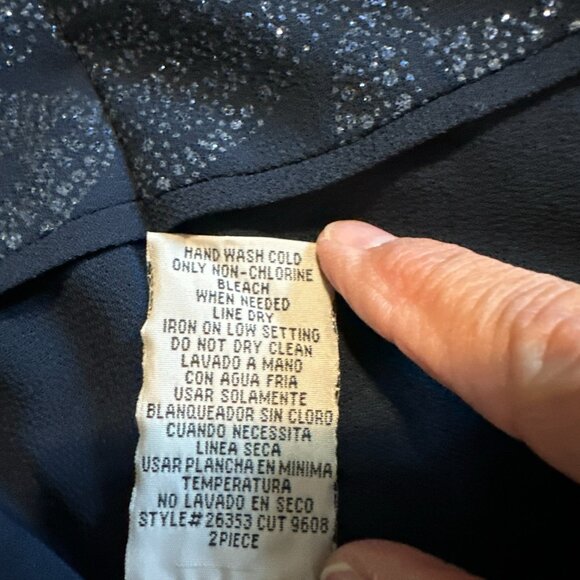 HAND WASH COLD
ONLY NON-CHLORINE
BLEACH
WHEN NEEDED
LINE DRY
IRON ON LOW SETTING
DO NOT DRY CLEAN
LAVADO A MANO
CON AGUA FRIA
USAR SOLAMENTE
BLANQUEADOR SIN CLORO
CUANDO NECESSITA
LINEA SECA
USAR PLANCHA EN MINIMA
TEMPERATURA
NO LAVADO EN SECO
STYLE# 26353 CUT 9608
2PIECE